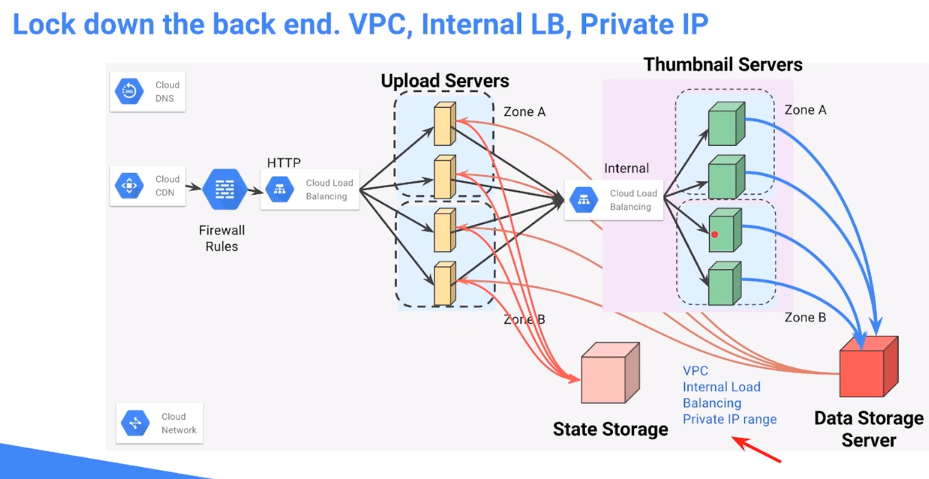 Lock down the back end. VPC, Internal LB, Private IP
Thumbnail Servers
Upload Servers
Cloud
DNS
Zone A
Zone A
HTTP
Internal
Cloud
CDN
Cloud Load
Balancing
Cloud Load
Balancing
Firewall
Rules
Zone B
Zone B
VPC
Internal Load
Balancing
Private IP range
Cloud
Network
State Storage
Data Storage
Server